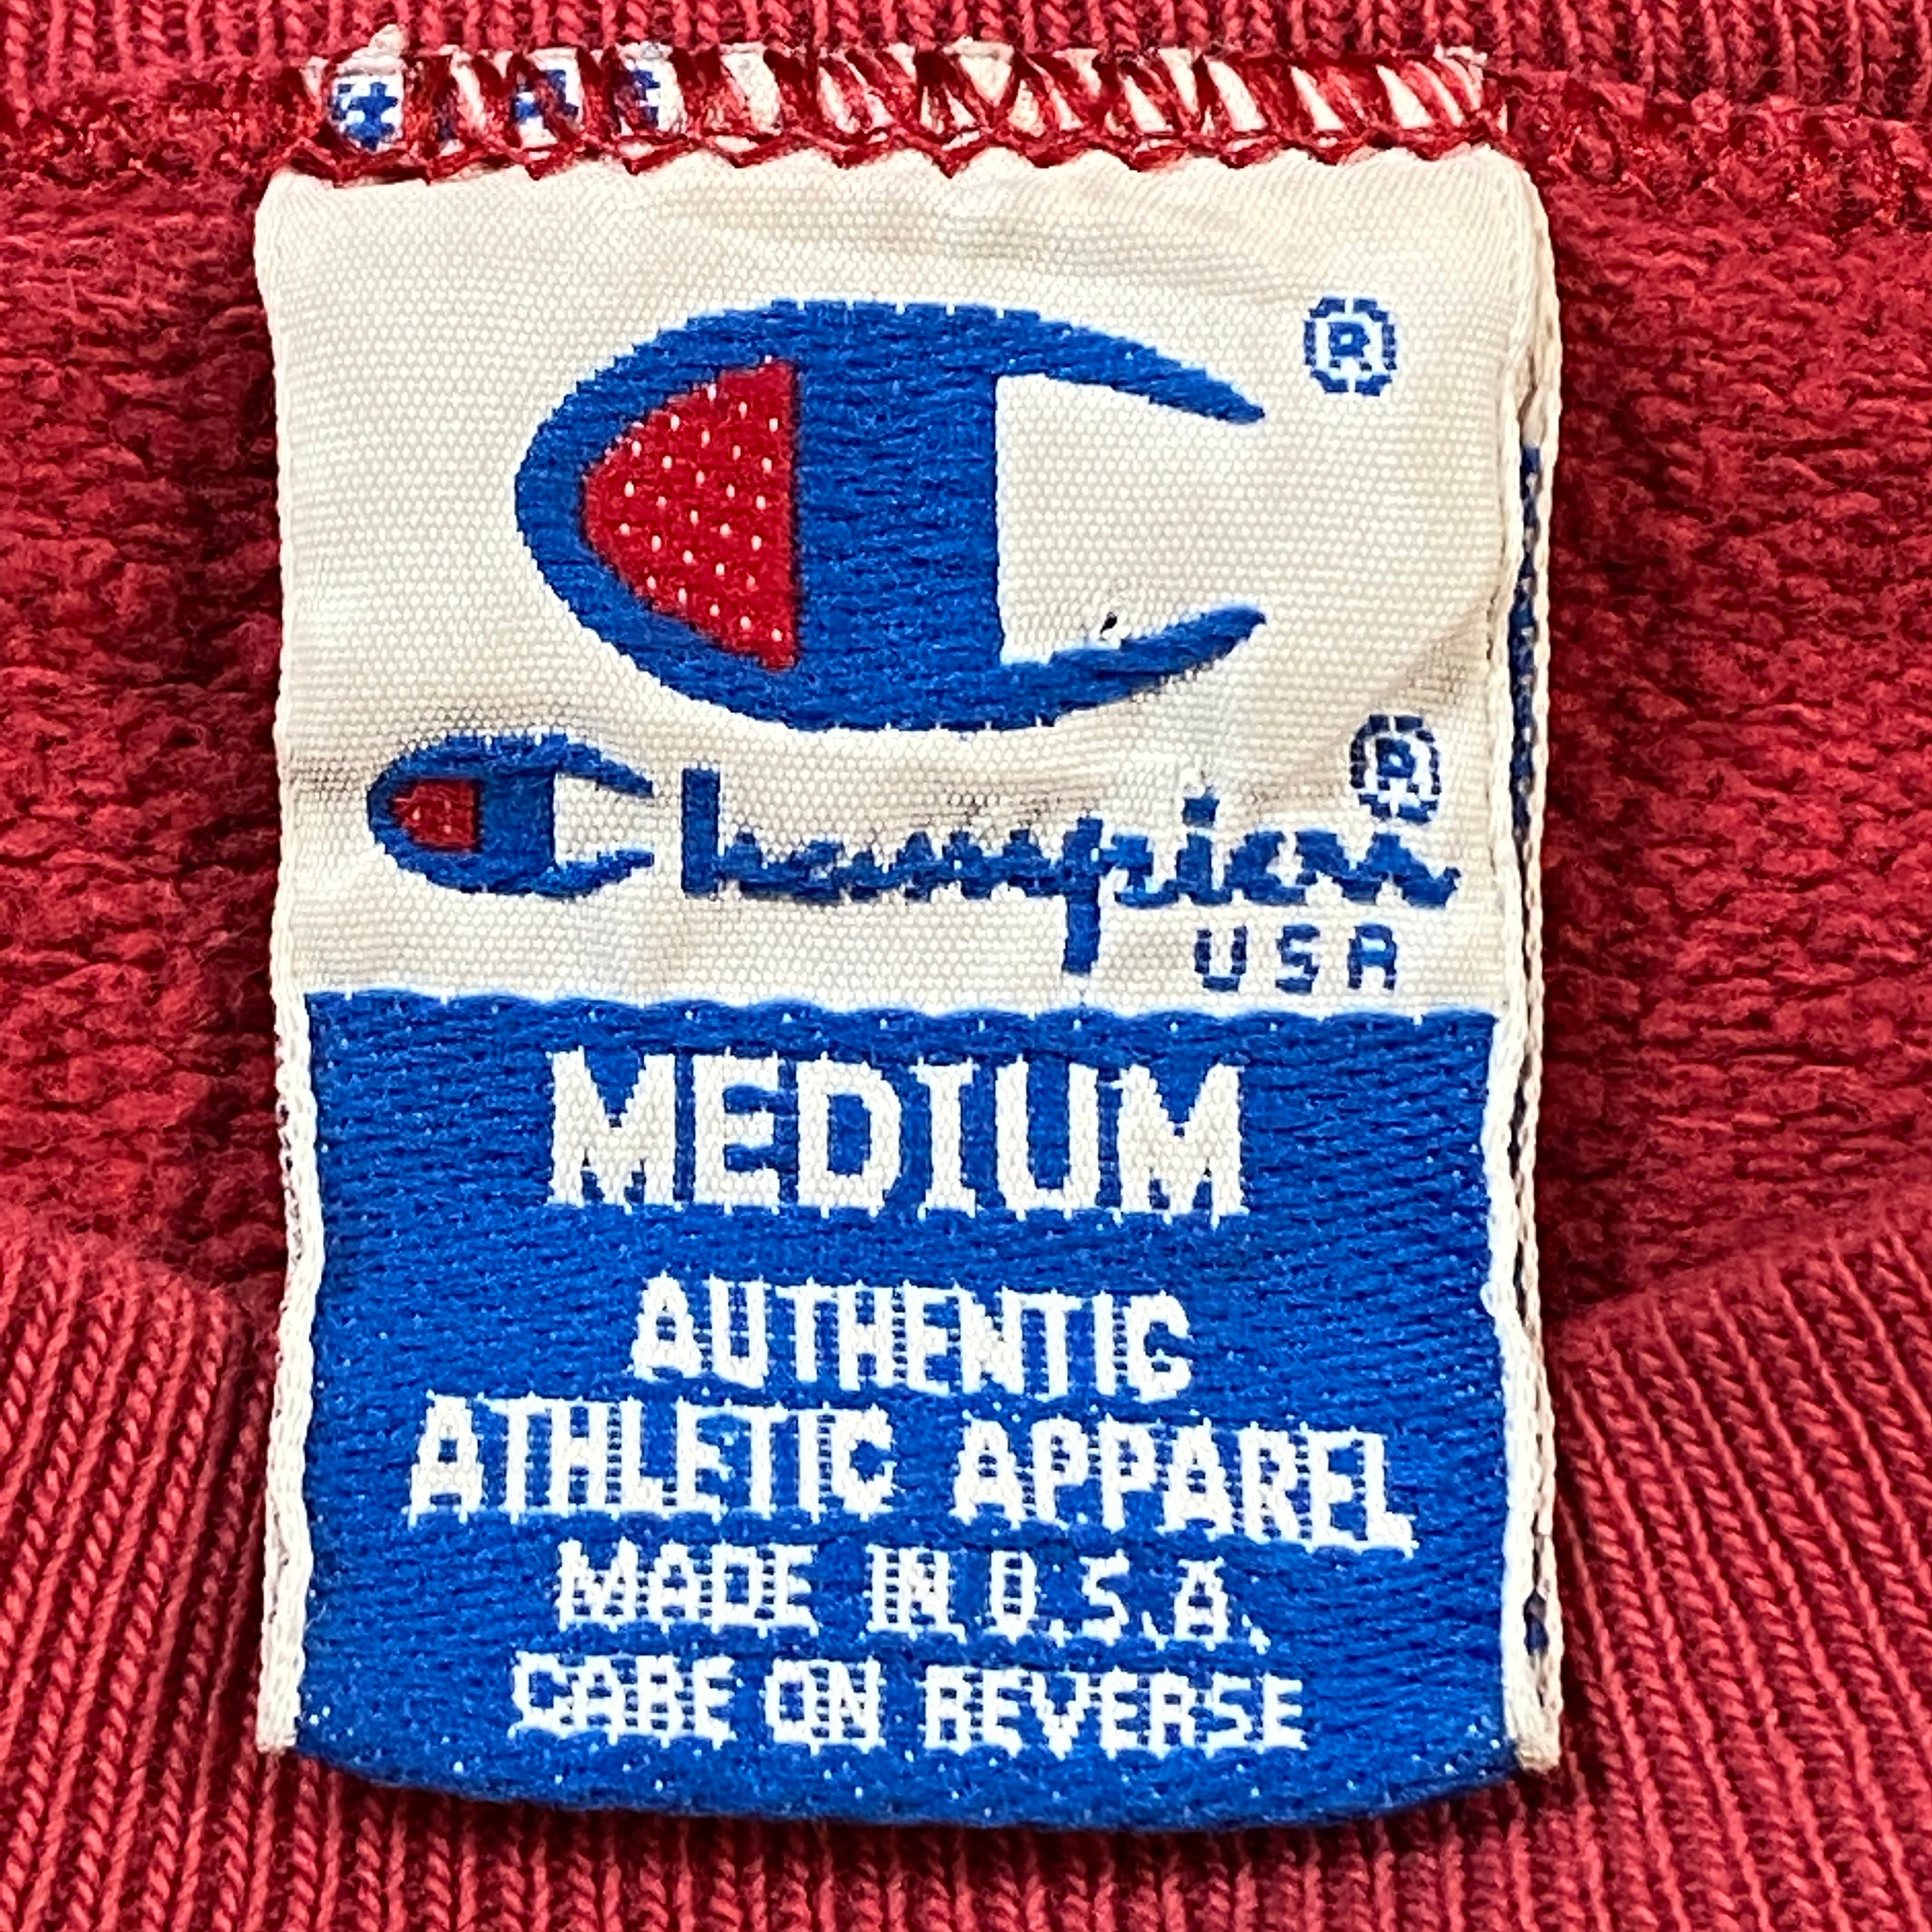 ®
Champion®
USA
MEDIUM
AUTHENTIC
ATHLETIC APPAREL
MADE IN U.S.A.
CARE ON REVERSE